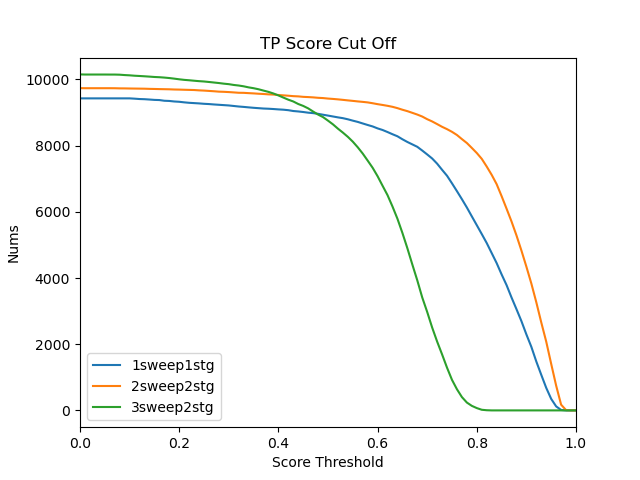 TP Score Cut Off
Nums
10000
8000
6000
4000
2000
0
1sweep1stg
2sweep2stg
3sweep2stg
0.0 0.2 0.4 0.6 0.8 1.0
Score Threshold